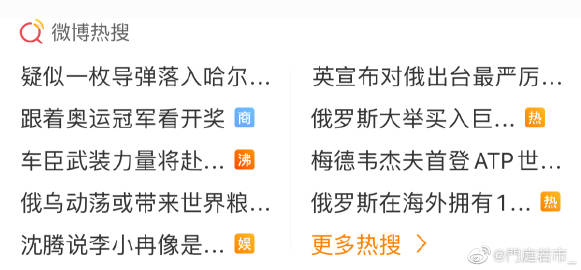 微博热搜
疑似一枚导弹落入哈尔...
英宣布对俄出台最严厉...
跟着奥运冠军看开奖 商
俄罗斯大举买入巨... 热
车臣武装力量将赴... 沸
梅德韦杰夫首登ATP世...
俄乌动荡或带来世界粮...
俄罗斯在海外拥有1... 热
沈腾说李小冉像是... 娱
更多热搜 >
@門庭若市_